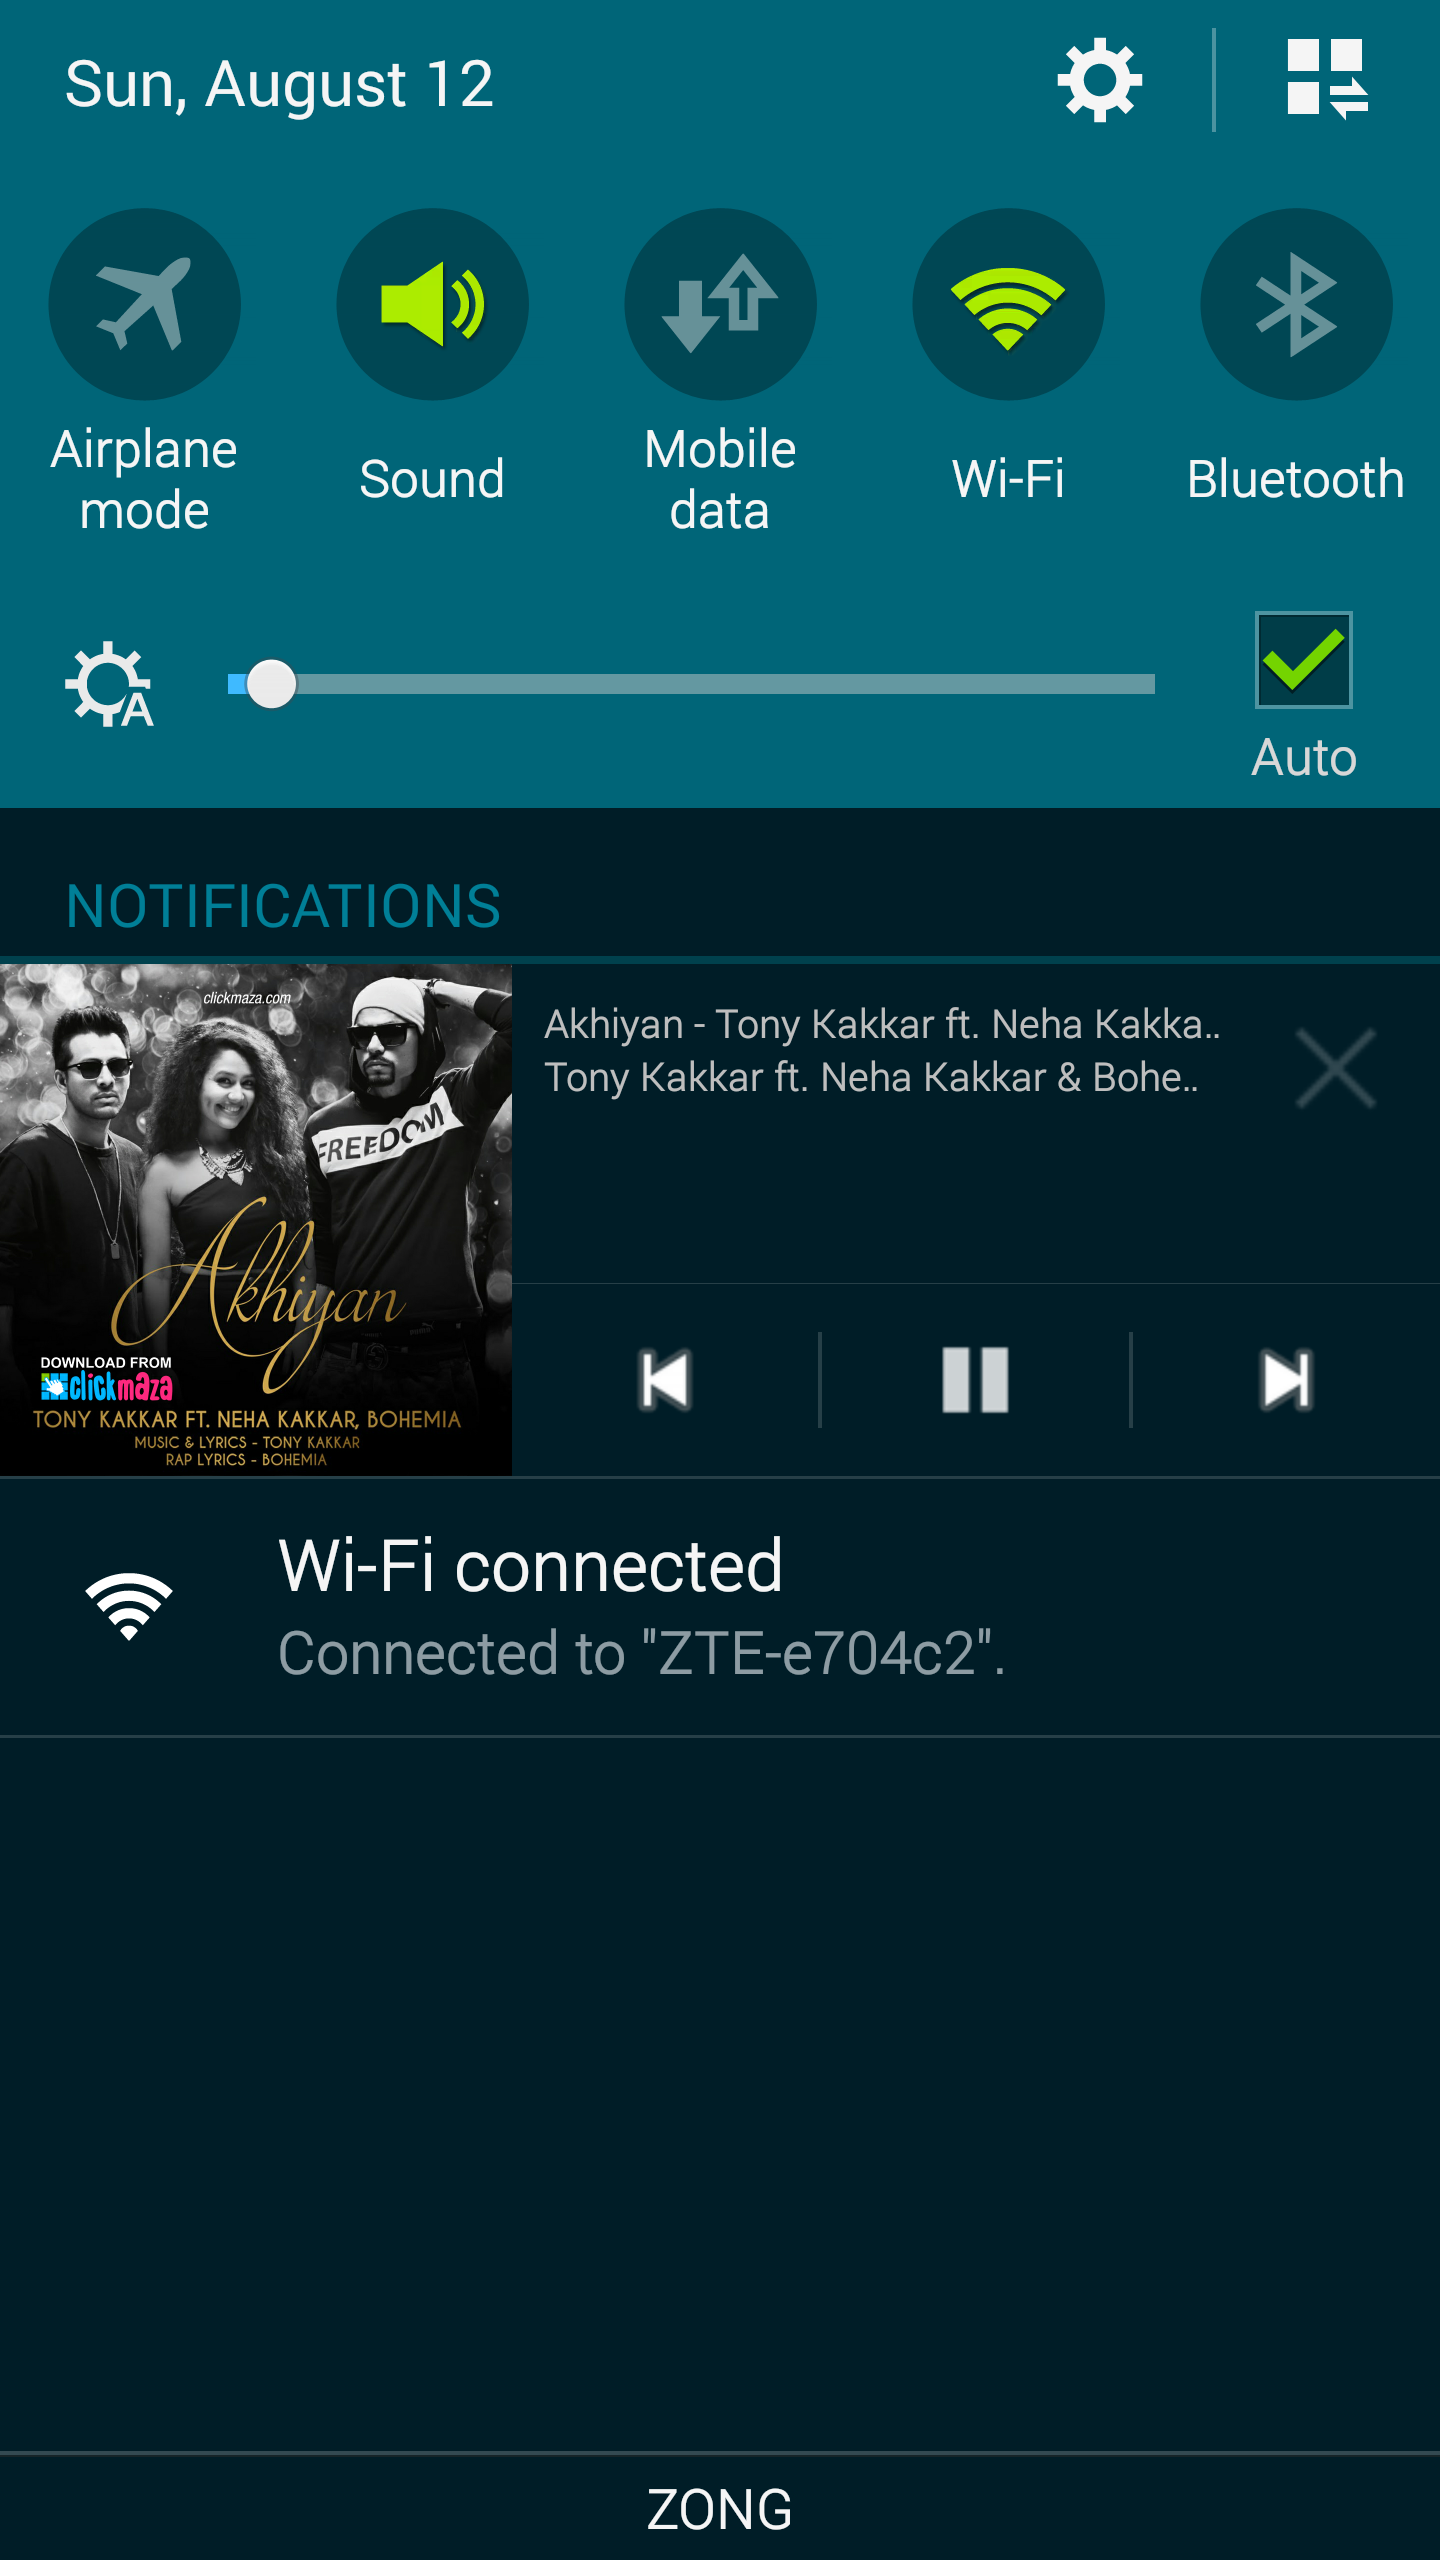 Sun, August 12
Airplane
mode
Sound
Mobile
data
Wi-Fi
Bluetooth
A
Auto
NOTIFICATIONS
clickmaza.com
FREEDOM
Akhiyan
DOWNLOAD FROM
clickmaza
TONY KAKKAR FT. NEHA KAKKAR, BOHEMIA
MUSIC & LYRICS - TONY KAKKAR
RAP LYRICS - BOHEMIA
Akhiyan - Tony Kakkar ft. Neha Kakka..
Tony Kakkar ft. Neha Kakkar & Bohe..
Wi-Fi connected
Connected to "ZTE-e704c2".
ZONG